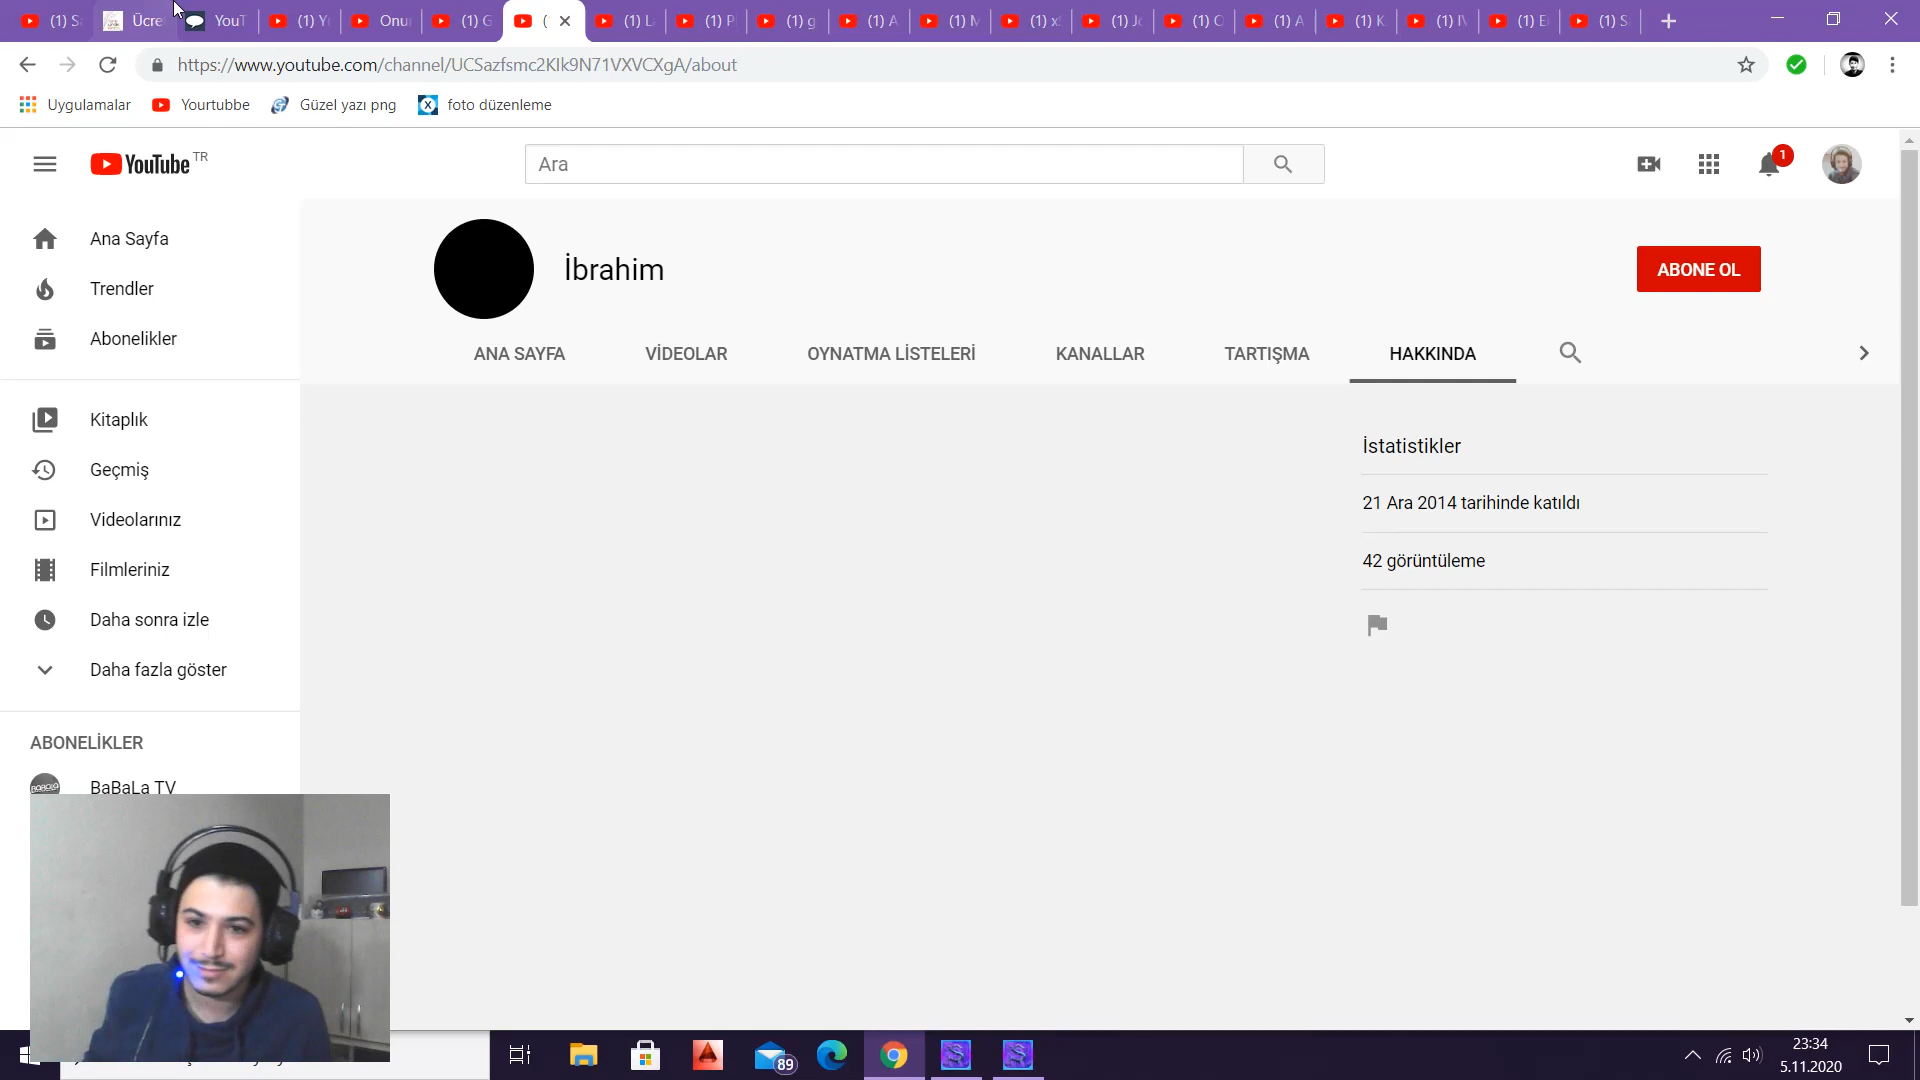 (1) S
Ücre
YouT
(1) Y
Onur
(1) G
(
(1) L
(1) P
(1) g
(1) A
(1) M
(1) x
(1) Jo
(1) O
(1) A
(1) K
(1) E
(1) S
https://www.youtube.com/channel/UCSazfsmc2KIk9N71VXVCXgA/about
Uygulamalar
Yourtubbe
Güzel yazı png
foto düzenleme
YouTube TR
Ara
1
Ana Sayfa
Trendler
Abonelikler
Kitaplık
Geçmiş
Videolarınız
Filmleriniz
Daha sonra izle
Daha fazla göster
ABONELİKLER
BaBaLa TV
İbrahim
ABONE OL
ANA SAYFA
VİDEOLAR
OYNATMA LİSTELERİ
KANALLAR
TARTIŞMA
HAKKINDA
İstatistikler
21 Ara 2014 tarihinde katıldı
42 görüntüleme
89
23:34
5.11.2020